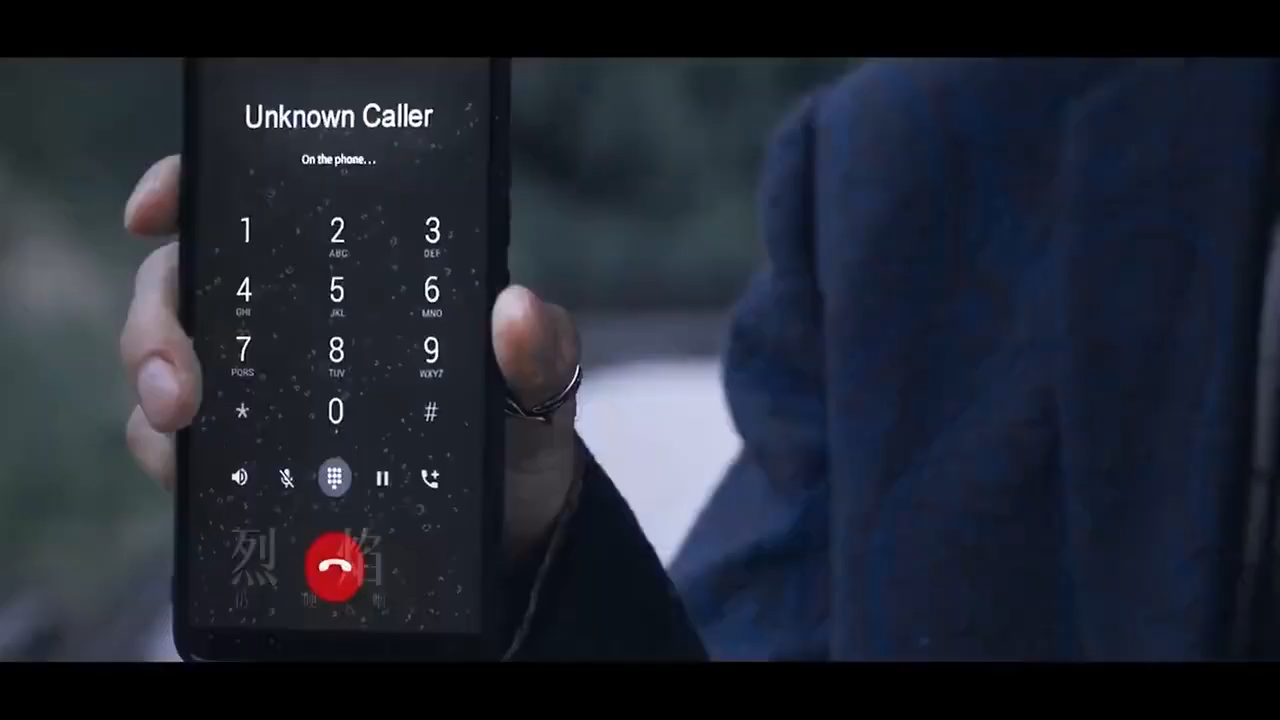 Unknown Caller
On the phone...
1 2 3
ABC DEF
4 5 6
GHI JKL MNO
7 8 9
PQRS TUV WXYZ
* 0 #
烈 焰